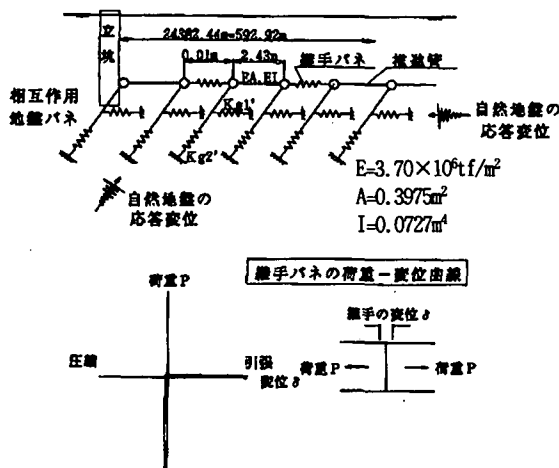 24382.44m=592.92m
立坑
0.01m 2.43m 継手バネ 推進管
EA.EI
相互作用
地盤バネ
Kg1'
Kg2'
自然地盤の
応答変位
自然地盤の
応答変位
E=3.70×10⁶tf/m²
A=0.3975m²
I=0.0727m⁴
継手バネの荷重－変位曲線
荷重P
圧縮
引張
変位δ
継手の変位δ
荷重P
荷重P